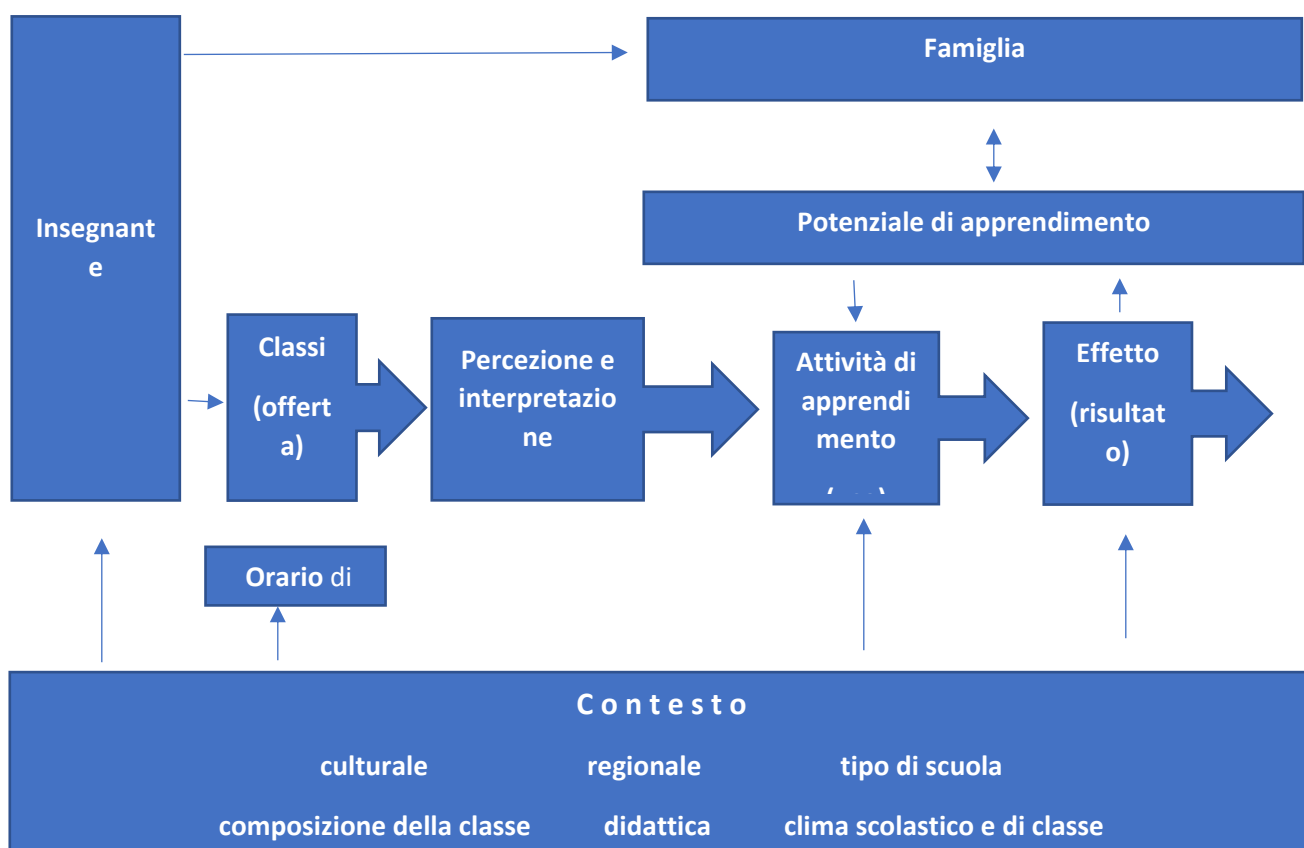 Famiglia
Insegnant
e
Potenziale di apprendimento
Classi
(offert
a)
Percezione e
interpretazio
ne
Attività di
apprendi
mento
Effetto
(risultat
o)
Orario di
C o n t e s t o
culturale regionale tipo di scuola
composizione della classe didattica clima scolastico e di classe